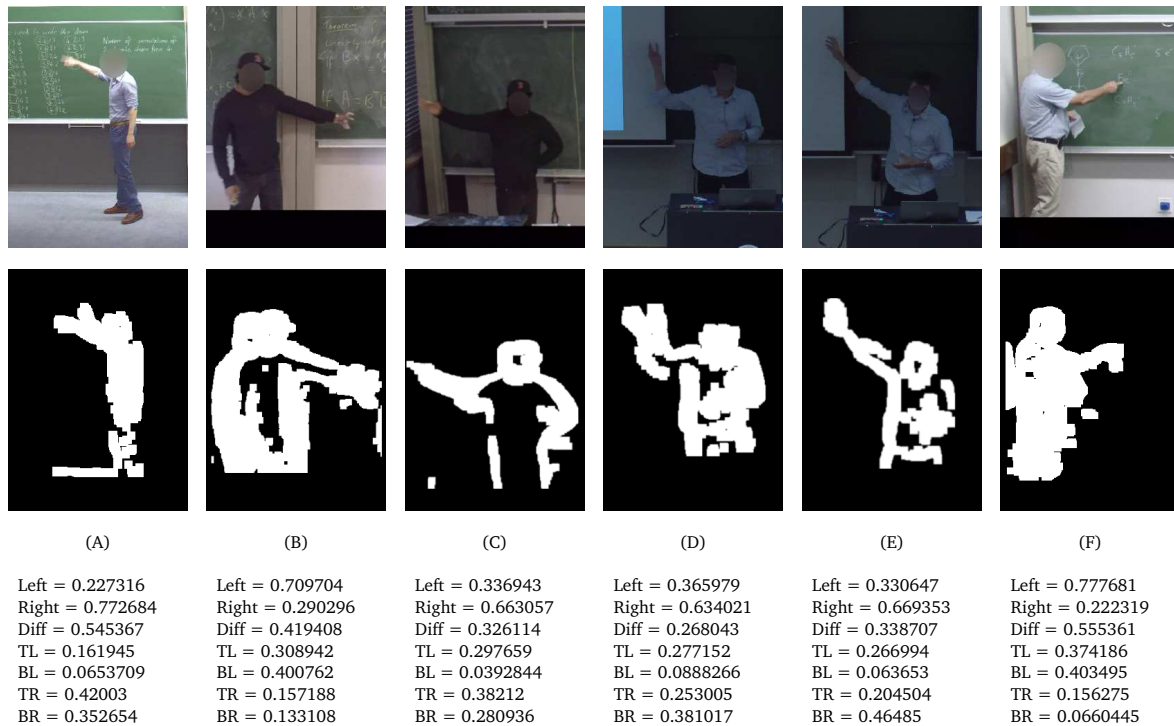 Theorem
(A)
(B)
(C)
(D)
(E)
(F)
Left = 0.227316
Right = 0.772684
Diff = 0.545367
TL = 0.161945
BL = 0.0653709
TR = 0.42003
BR = 0.352654
Left = 0.709704
Right = 0.290296
Diff = 0.419408
TL = 0.308942
BL = 0.400762
TR = 0.157188
BR = 0.133108
Left = 0.336943
Right = 0.663057
Diff = 0.326114
TL = 0.297659
BL = 0.0392844
TR = 0.38212
BR = 0.280936
Left = 0.365979
Right = 0.634021
Diff = 0.268043
TL = 0.277152
BL = 0.0888266
TR = 0.253005
BR = 0.381017
Left = 0.330647
Right = 0.669353
Diff = 0.338707
TL = 0.266994
BL = 0.063653
TR = 0.204504
BR = 0.46485
Left = 0.777681
Right = 0.222319
Diff = 0.555361
TL = 0.374186
BL = 0.403495
TR = 0.156275
BR = 0.0660445